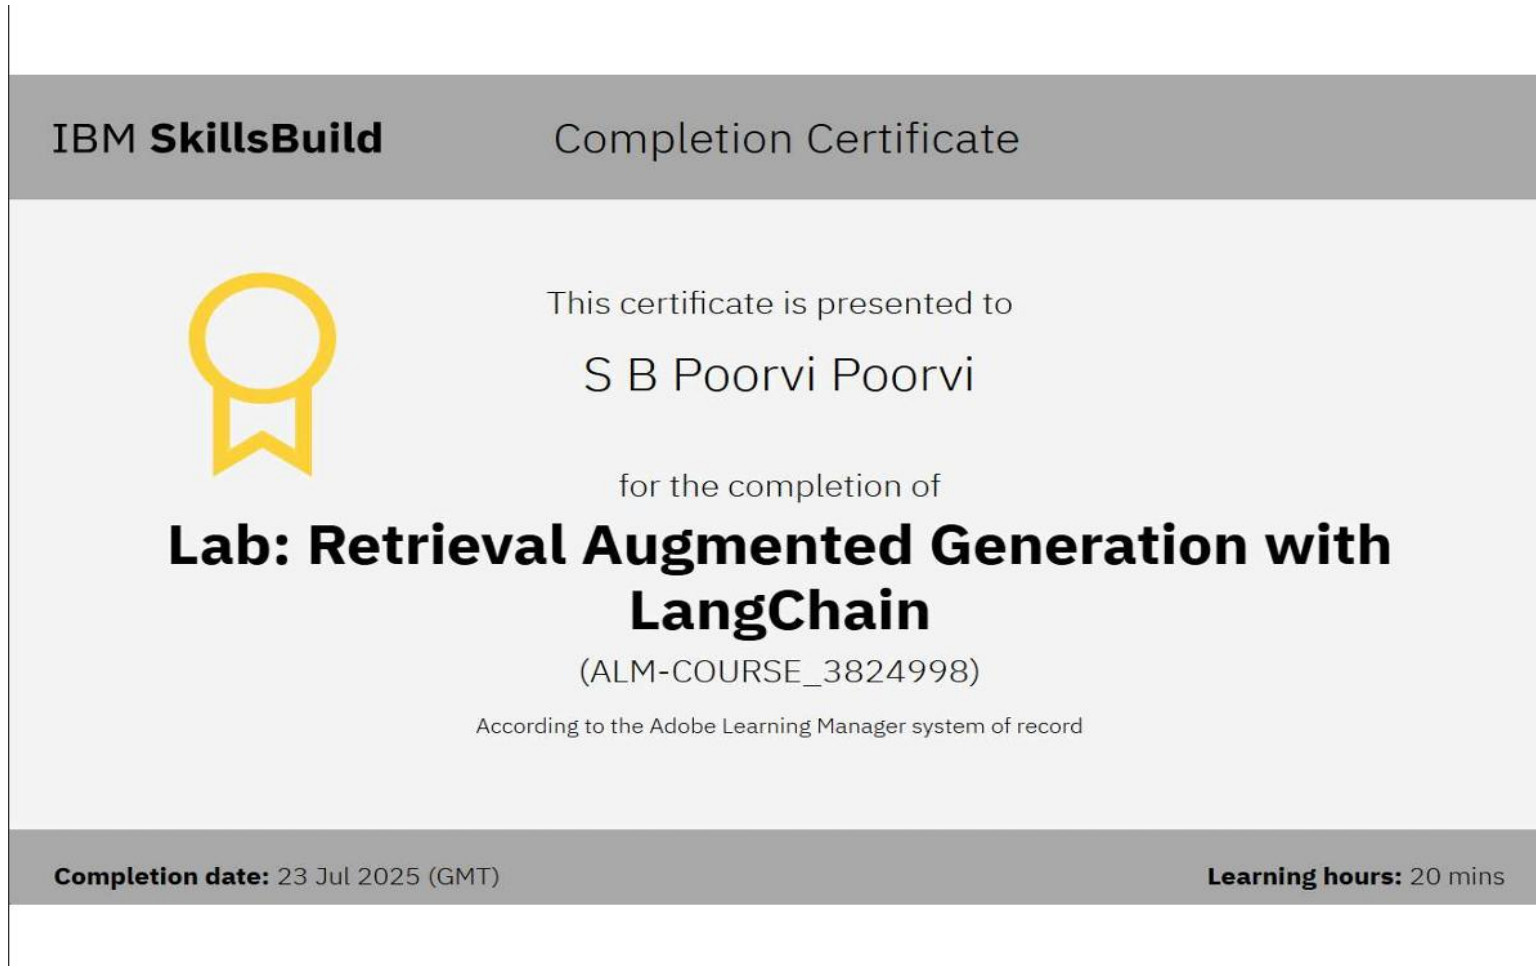 IBM SkillsBuild
Completion Certificate
This certificate is presented to
S B Poorvi Poorvi
for the completion of
Lab: Retrieval Augmented Generation with
LangChain
(ALM-COURSE_3824998)
According to the Adobe Learning Manager system of record
Completion date: 23 Jul 2025 (GMT)
Learning hours: 20 mins